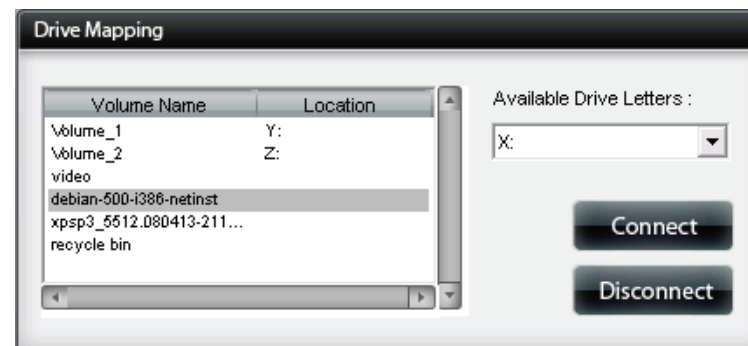 Drive Mapping
Volume Name Location
Volume_1 Y:
Volume_2 Z:
video
debian-500-i386-netinst
xpsp3_5512.080413-211...
recycle bin
Available Drive Letters :
X:
Connect
Disconnect